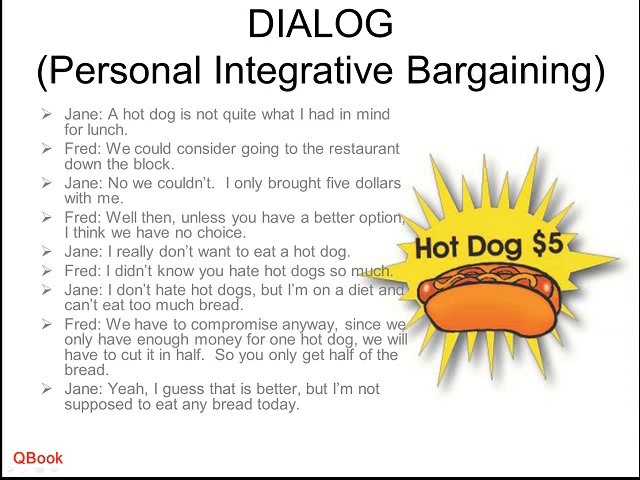 DIALOG
(Personal Integrative Bargaining)
Jane: A hot dog is not quite what I had in mind
for lunch.
Fred: We could consider going to the restaurant
down the block.
Jane: No we couldn't.  I only brought five dollars
with me.
Fred: Well then, unless you have a better option,
I think we have no choice.
Jane: I really don't want to eat a hot dog.
Fred: I didn't know you hate hot dogs so much.
Jane: I don't hate hot dogs, but I'm on a diet and
can't eat too much bread.
Fred: We have to compromise anyway, since we
only have enough money for one hot dog, we will
have to cut it in half.  So you only get half of the
bread.
Jane: Yeah, I guess that is better, but I'm not
supposed to eat any bread today.
Hot Dog $5
QBook